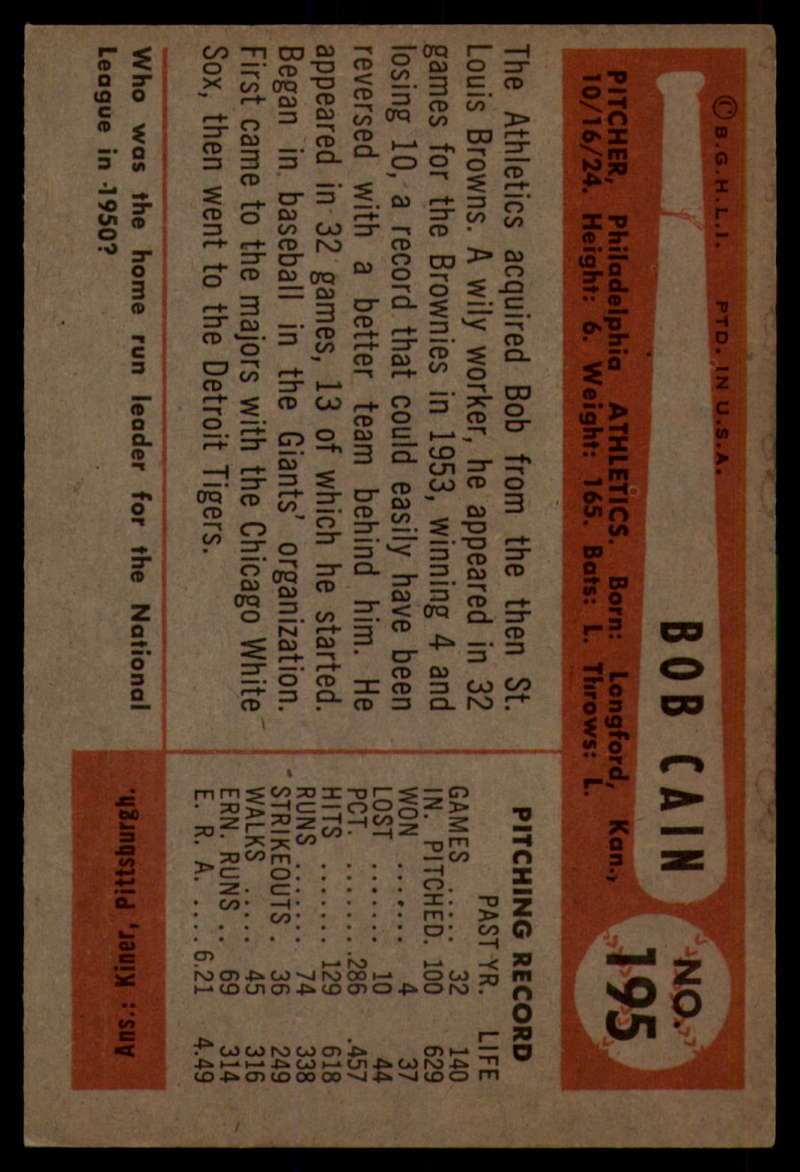 © B.G.H.L.I. PTD. IN U.S.A.
BOB CAIN
NO.
195
PITCHER, Philadelphia ATHLETICS. Born: Longford, Kan.,
10/16/24. Height: 6. Weight: 165. Bats: L. Throws: L.
The Athletics acquired Bob from the then St.
Louis Browns. A wily worker, he appeared in 32
games for the Brownies in 1953, winning 4 and
losing 10, a record that could easily have been
reversed with a better team behind him. He
appeared in 32 games, 13 of which he started.
Began in baseball in the Giants' organization.
First came to the majors with the Chicago White
Sox, then went to the Detroit Tigers.
PITCHING RECORD
PAST YR. LIFE
GAMES ..... 32 140
IN. PITCHED. 100 629
WON ....... 4 37
LOST ....... 10 44
PCT. ....... .286 .457
HITS ....... 129 618
RUNS ....... 74 338
STRIKEOUTS . 36 249
WALKS ..... 45 316
ERN. RUNS .. 69 314
E. R. A. .... 6.21 4.49
Who was the home run leader for the National
League in 1950?
Ans.: Kiner, Pittsburgh.